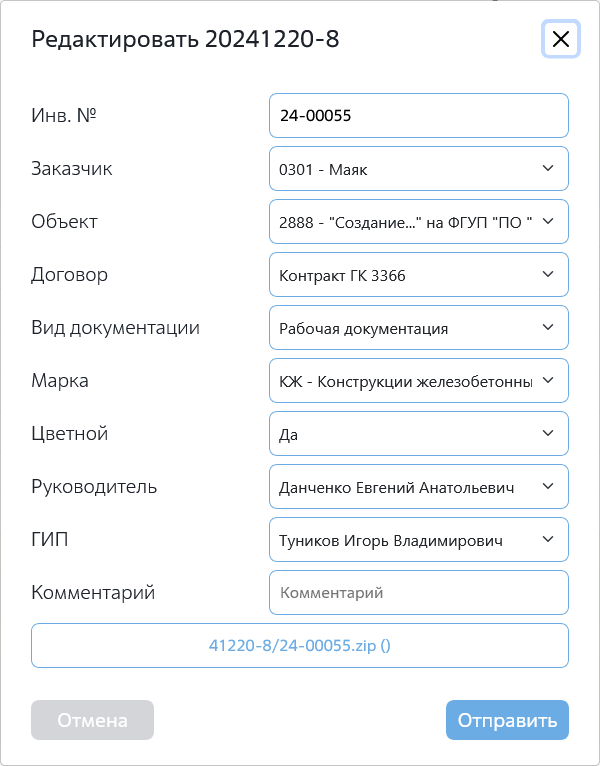 Редактировать 20241220-8
Инв. № 24-00055
Заказчик 0301 - Маяк
Объект 2888 - "Создание..." на ФГУП "ПО "
Договор Контракт ГК 3366
Вид документации Рабочая документация
Марка КЖ - Конструкции железобетонны
Цветной Да
Руководитель Данченко Евгений Анатольевич
ГИП Туников Игорь Владимирович
Комментарий Комментарий
41220-8/24-00055.zip ()
Отмена Отправить